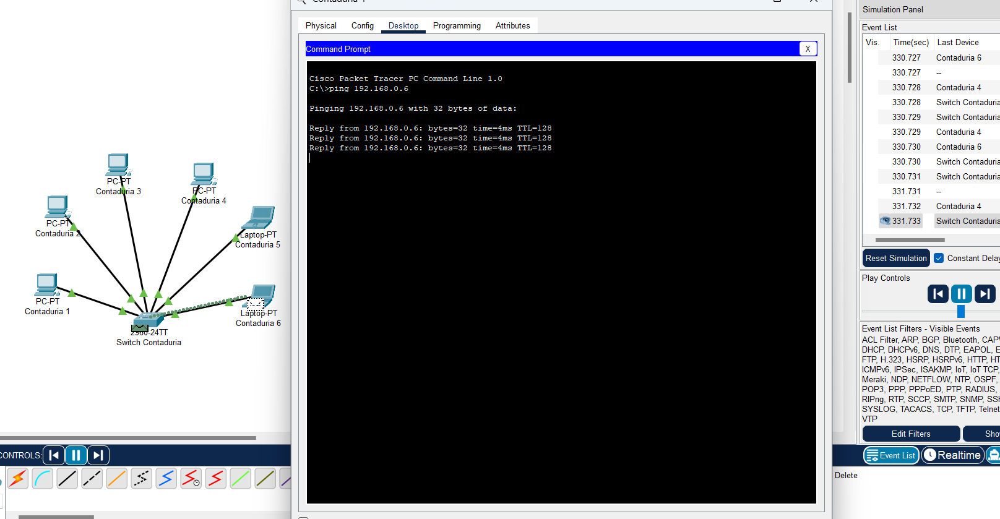 Physical
Config
Desktop
Programming
Attributes
Command Prompt
X
Cisco Packet Tracer PC Command Line 1.0
C:\>ping 192.168.0.6
Pinging 192.168.0.6 with 32 bytes of data:
Reply from 192.168.0.6: bytes=32 time=4ms TTL=128
Reply from 192.168.0.6: bytes=32 time=4ms TTL=128
Reply from 192.168.0.6: bytes=32 time=4ms TTL=128
PC-PT
Contaduria 3
PC-PT
Contaduria 4
PC-PT
Contaduria 2
Laptop-PT
Contaduria 5
PC-PT
Contaduria 1
Laptop-PT
Contaduria 6
2960-24TT
Switch Contaduria
CONTROLS:
Simulation Panel
Event List
Vis. Time(sec) Last Device
330.727 Contaduria 6
330.727 --
330.728 Contaduria 4
330.728 Switch Contaduria
330.729 Switch Contaduria
330.729 Contaduria 4
330.730 Contaduria 6
330.730 Switch Contaduria
330.731 Switch Contaduria
331.731 --
331.732 Contaduria 4
331.733 Switch Contaduria
Reset Simulation
Constant Delay
Play Controls
Event List Filters - Visible Events
ACL Filter, ARP, BGP, Bluetooth, CAPW
DHCP, DHCPv6, DNS, DTP, EAPOL, E
FTP, H.323, HSRP, HSRPv6, HTTP, HT
ICMPv6, IPSec, ISAKMP, IoT, IoT TCP,
Meraki, NDP, NETFLOW, NTP, OSPF,
POP3, PPP, PPPoED, PTP, RADIUS,
RIPng, RTP, SCCP, SMTP, SNMP, SSH
SYSLOG, TACACS, TCP, TFTP, Telnet
VTP
Edit Filters
Sho
Event List
Realtime
Delete